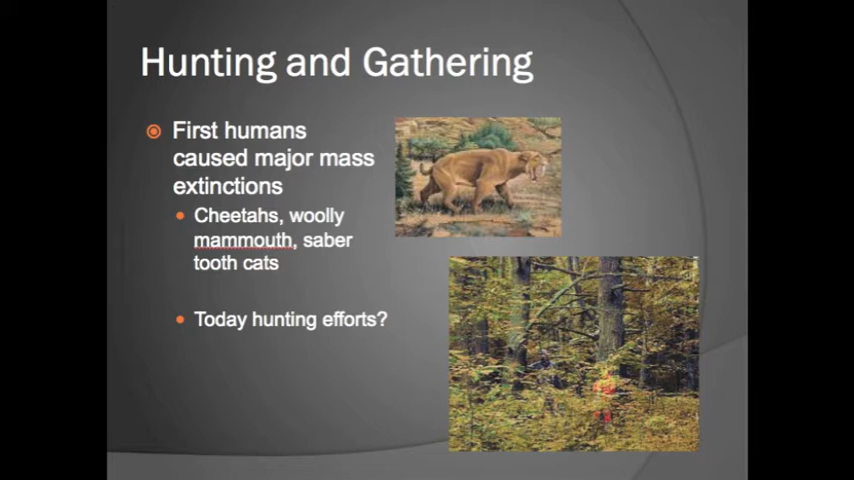 Hunting and Gathering
First humans
caused major mass
extinctions
Cheetahs, woolly
mammouth, saber
tooth cats
Today hunting efforts?